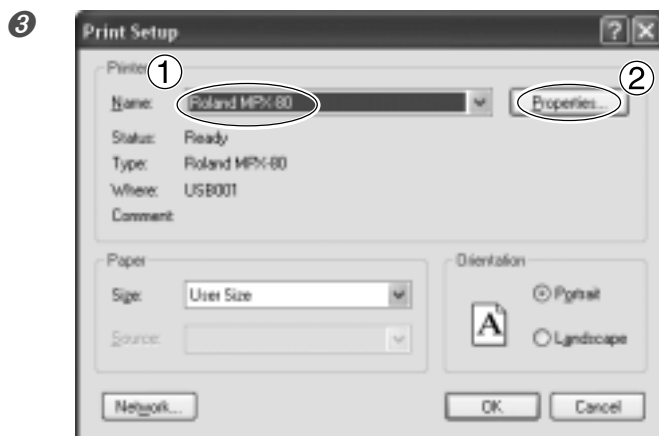 3
Print Setup
Printer
1
2
Name: Roland MPX-80 Properties...
Status: Ready
Type: Roland MPX-80
Where: USB001
Comment:
Paper
Orientation
Size: User Size
Portrait
A
Source:
Landscape
Network... OK Cancel